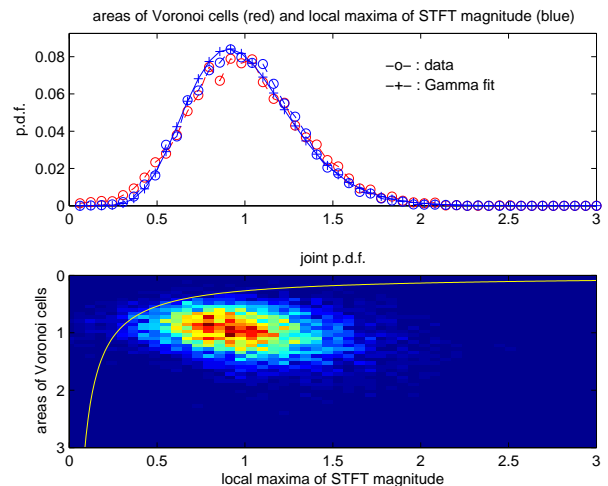 areas of Voronoi cells (red) and local maxima of STFT magnitude (blue)
p.d.f.
0.08
0.06
0.04
0.02
0
–o– : data
–+– : Gamma fit
0 0.5 1 1.5 2 2.5 3
joint p.d.f.
areas of Voronoi cells
0
1
2
3
0 0.5 1 1.5 2 2.5 3
local maxima of STFT magnitude